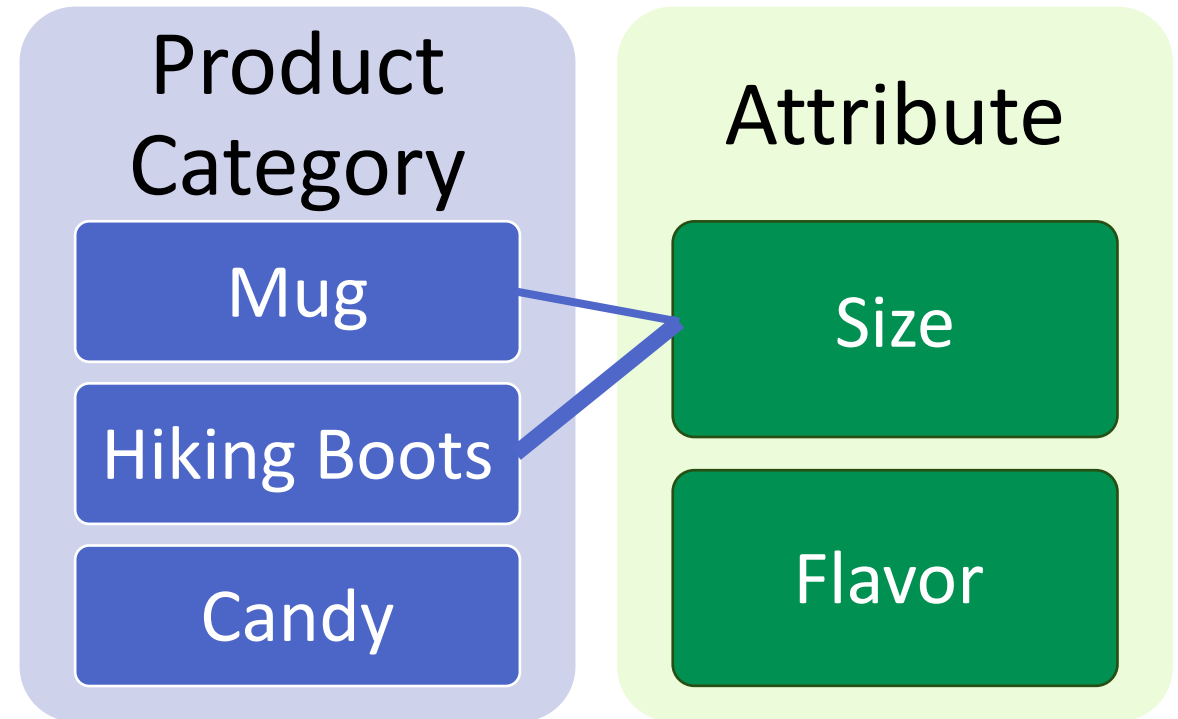 Product
Category
Mug
Hiking Boots
Candy
Attribute
Size
Flavor